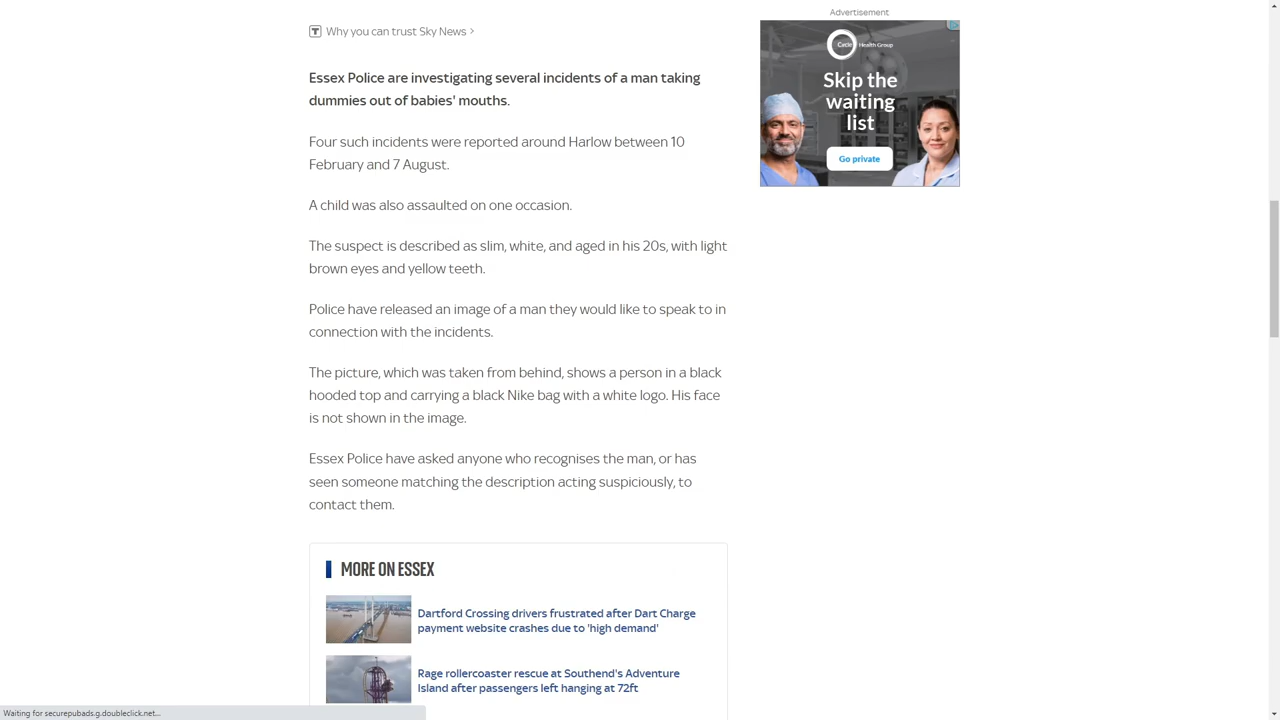 Advertisement
Why you can trust Sky News >
Essex Police are investigating several incidents of a man taking
dummies out of babies' mouths.
Four such incidents were reported around Harlow between 10
February and 7 August.
A child was also assaulted on one occasion.
The suspect is described as slim, white, and aged in his 20s, with light
brown eyes and yellow teeth.
Police have released an image of a man they would like to speak to in
connection with the incidents.
The picture, which was taken from behind, shows a person in a black
hooded top and carrying a black Nike bag with a white logo. His face
is not shown in the image.
Essex Police have asked anyone who recognises the man, or has
seen someone matching the description acting suspiciously, to
contact them.
MORE ON ESSEX
Dartford Crossing drivers frustrated after Dart Charge
payment website crashes due to 'high demand'
Rage rollercoaster rescue at Southend's Adventure
Island after passengers left hanging at 72ft
Health Group
Skip the
waiting
list
Go private
Waiting for securepubads.g.doubleclick.net...